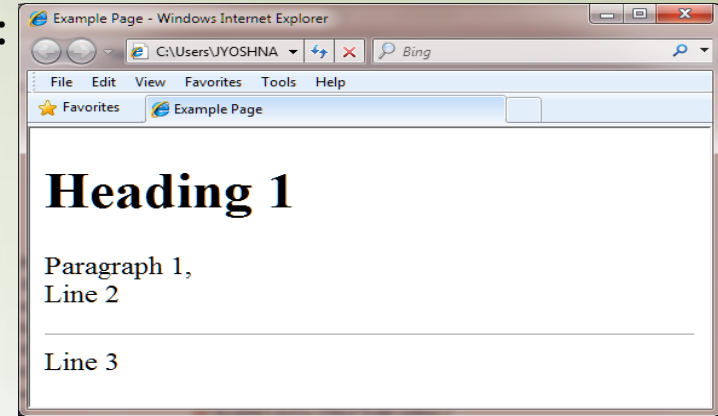 :
Example Page - Windows Internet Explorer
C:\Users\JYOSHNA
Bing
File Edit View Favorites Tools Help
Favorites
Example Page
Heading 1
Paragraph 1,
Line 2
Line 3